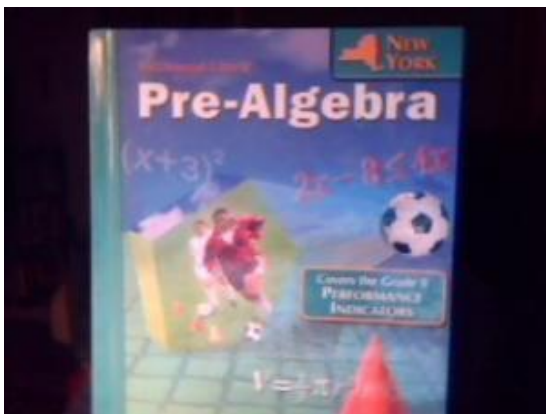 NEW
YORK
Pre-Algebra
(x+3)²
Covers the Grade 8
PERFORMANCE
INDICATORS